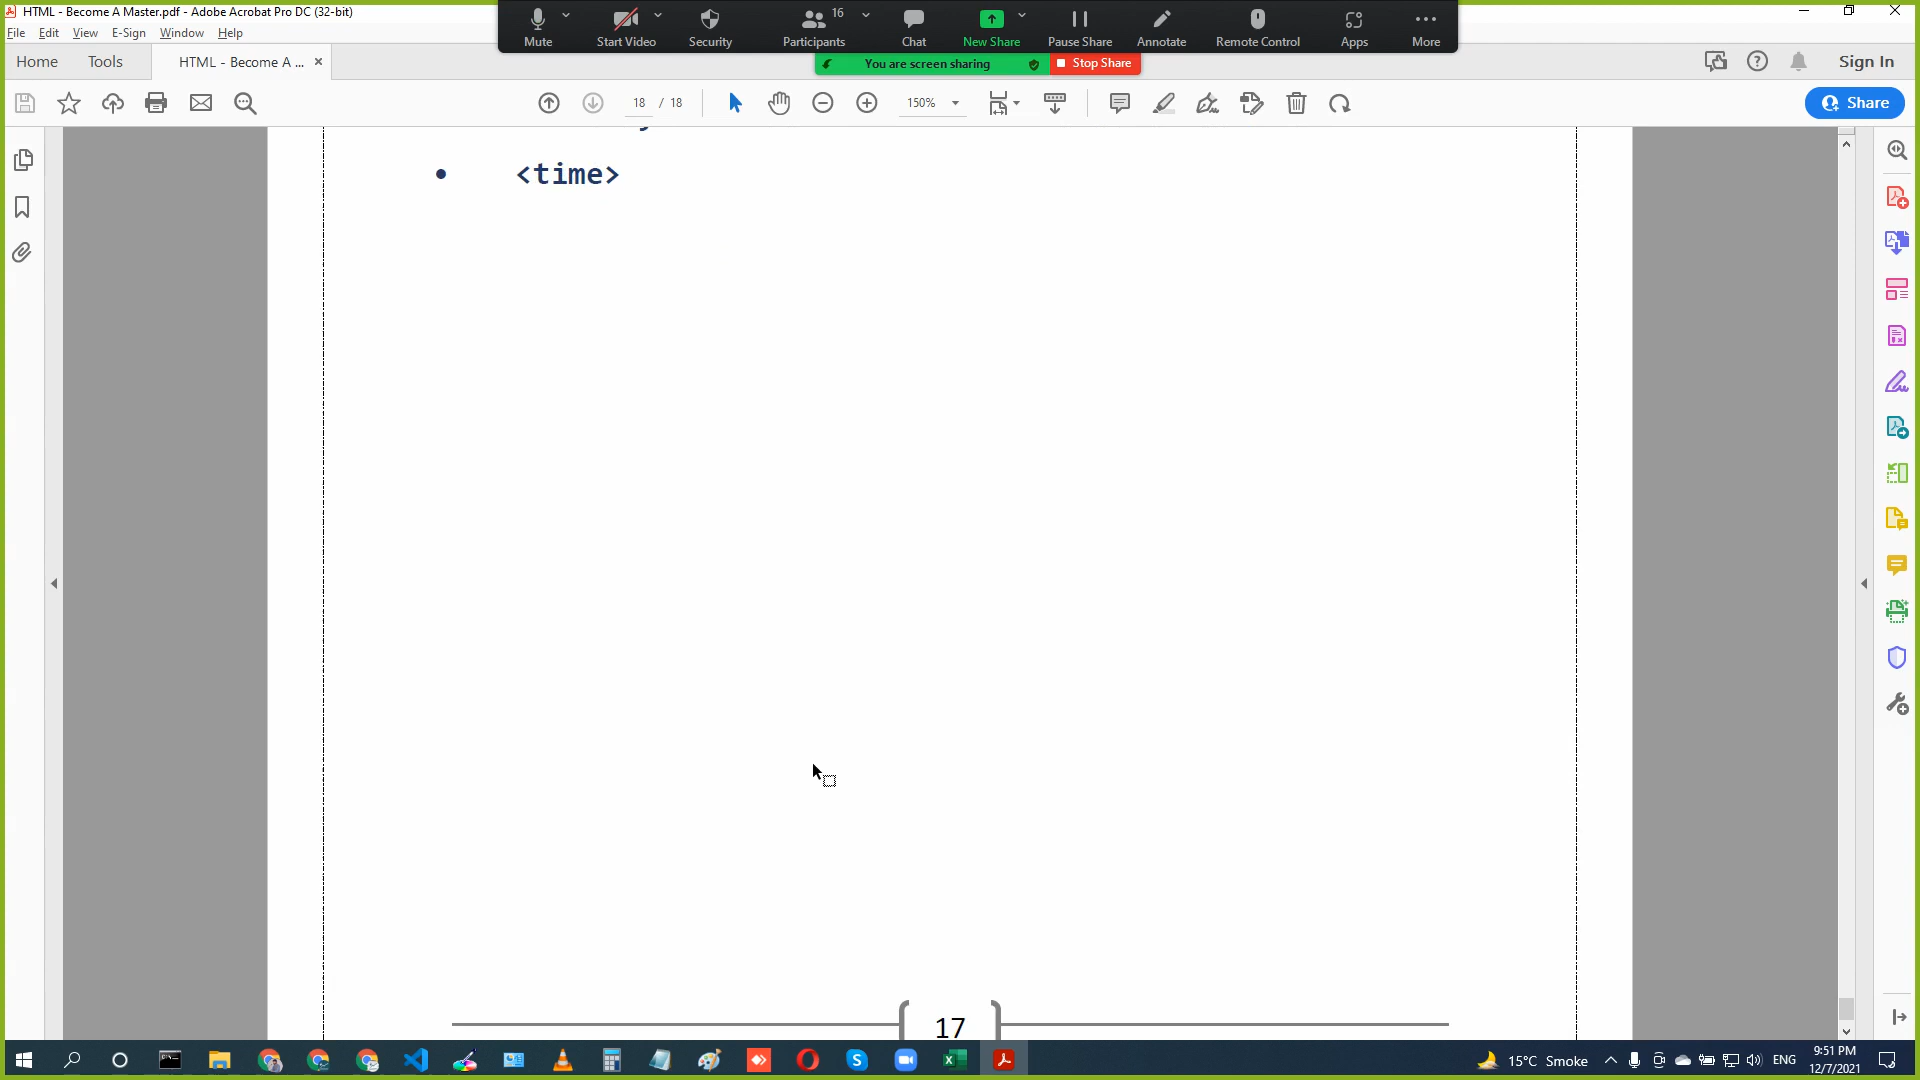 HTML - Become A Master.pdf - Adobe Acrobat Pro DC (32-bit)
File Edit View E-Sign Window Help
Mute Start Video Security Participants 16 Chat New Share Pause Share Annotate Remote Control Apps More
You are screen sharing Stop Share
Home Tools HTML - Become A ... × Sign In
18 / 18 150% Share
• <time>
17
15°C Smoke ENG 9:51 PM
12/7/2021